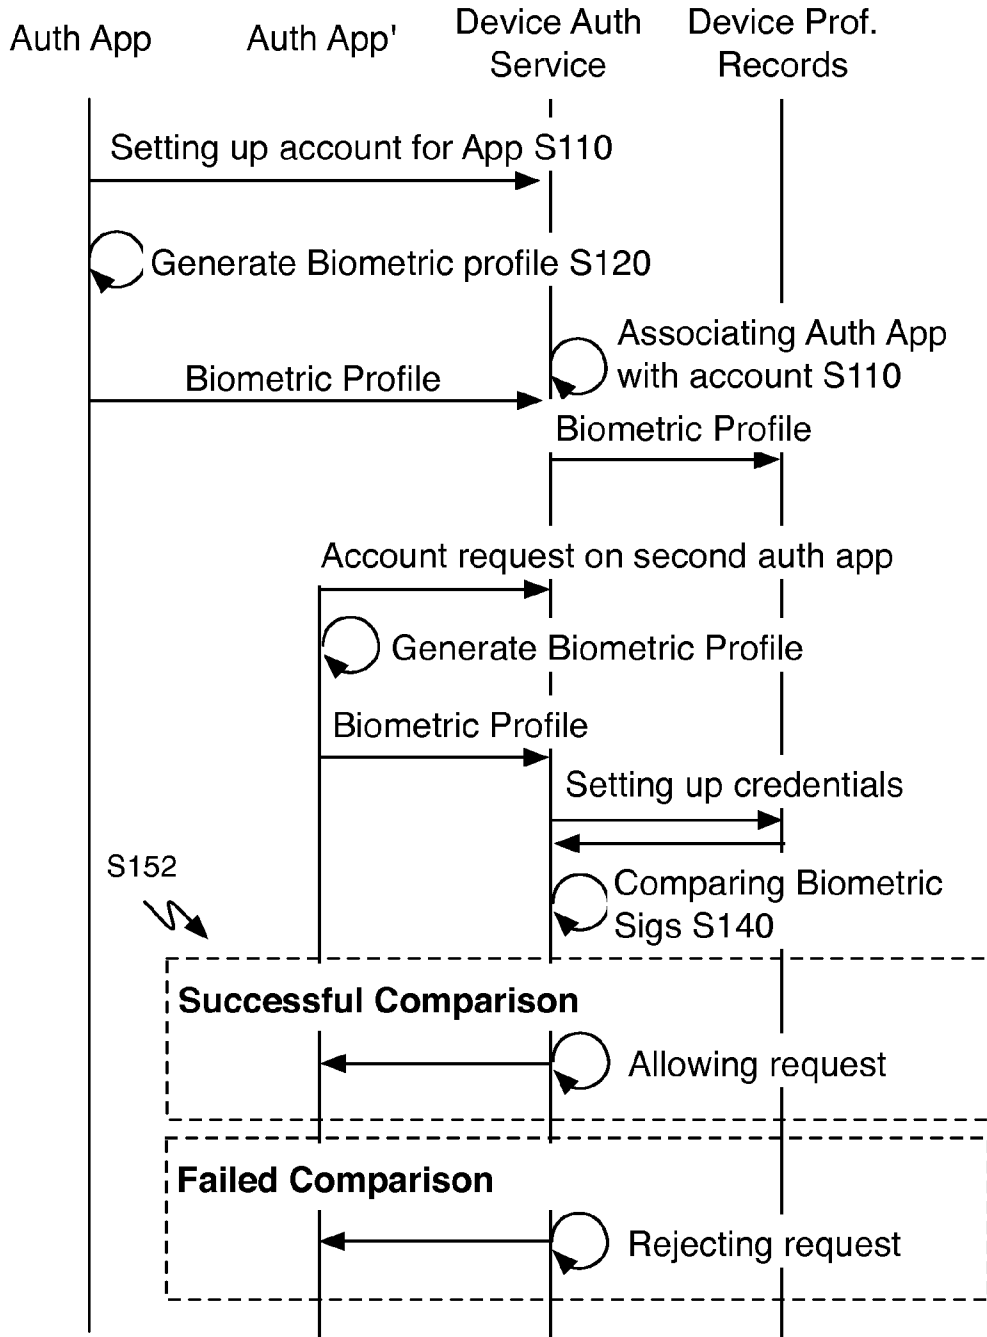 Auth App
Auth App'
Device Auth
Service
Device Prof.
Records
Setting up account for App S110
Generate Biometric profile S120
Associating Auth App
with account S110
Biometric Profile
Biometric Profile
Account request on second auth app
Generate Biometric Profile
Biometric Profile
Setting up credentials
S152
Comparing Biometric
Sigs S140
Successful Comparison
Allowing request
Failed Comparison
Rejecting request